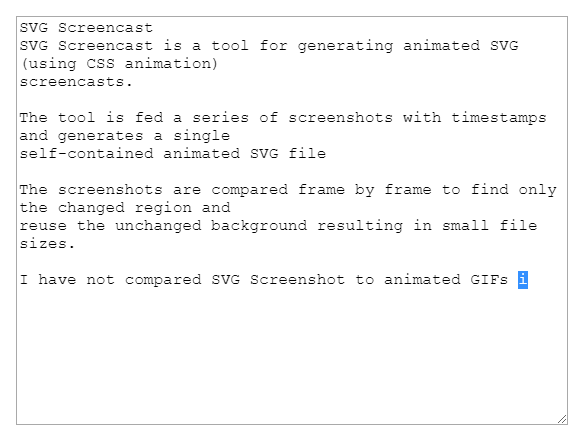 SVG Screencast
SVG Screencast is a tool for generating animated SVG
(using CSS animation)
screencasts.
The tool is fed a series of screenshots with timestamps
and generates a single
self-contained animated SVG file
The screenshots are compared frame by frame to find only
the changed region and
reuse the unchanged background resulting in small file
sizes.
I have not compared SVG Screenshot to animated GIFs i